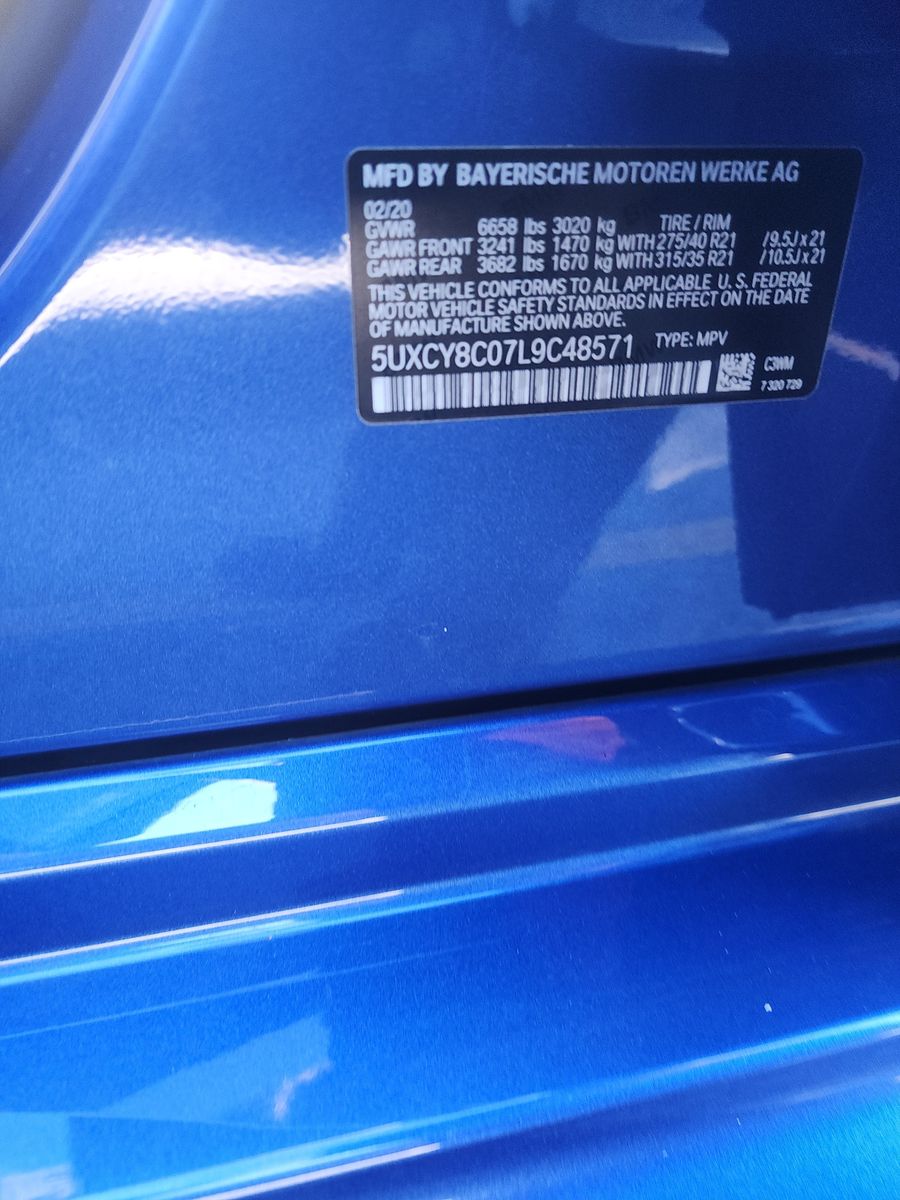 MFD BY BAYERISCHE MOTOREN WERKE AG
02/20
GVWR 6658 lbs 3020 kg TIRE / RIM
GAWR FRONT 3241 lbs 1470 kg WITH 275/40 R21 /9.5J x 21
GAWR REAR 3682 lbs 1670 kg WITH 315/35 R21 /10.5J x 21
THIS VEHICLE CONFORMS TO ALL APPLICABLE U. S. FEDERAL
MOTOR VEHICLE SAFETY STANDARDS IN EFFECT ON THE DATE
OF MANUFACTURE SHOWN ABOVE.
5UXCY8C07L9C48571 TYPE: MPV
C3WM
7 320 729